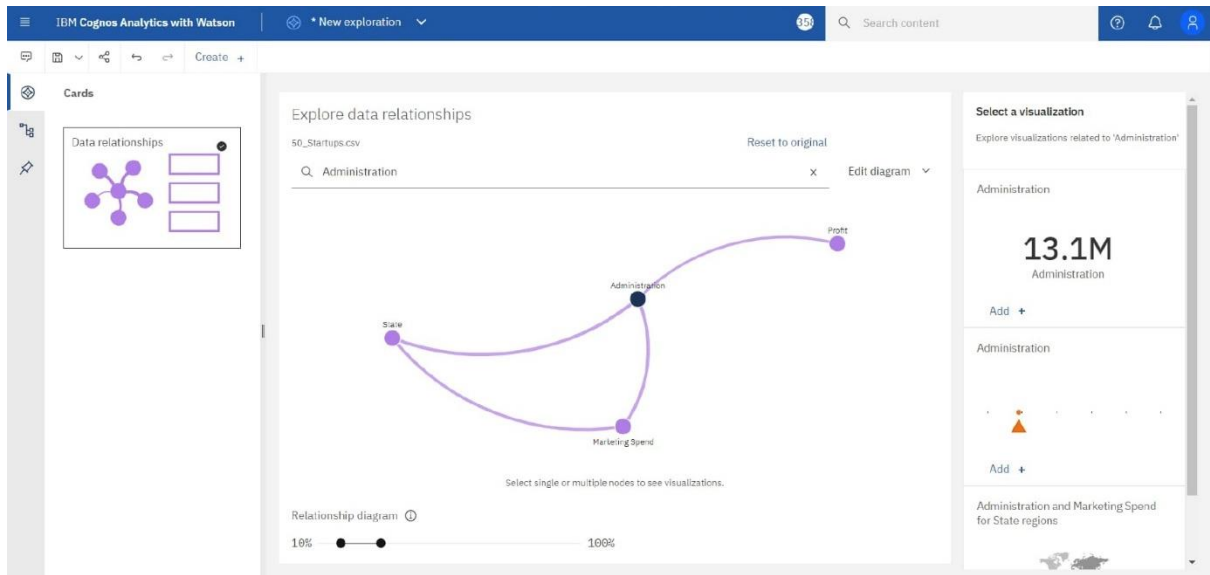 IBM Cognos Analytics with Watson
* New exploration
Search content
Create +
Cards
Data relationships
Explore data relationships
50_Startups.csv
Reset to original
Administration
x
Edit diagram
Profit
Administration
State
Marketing Spend
Select single or multiple nodes to see visualizations.
Relationship diagram
10%
100%
Select a visualization
Explore visualizations related to 'Administration'
Administration
13.1M
Administration
Add +
Administration
Add +
Administration and Marketing Spend
for State regions